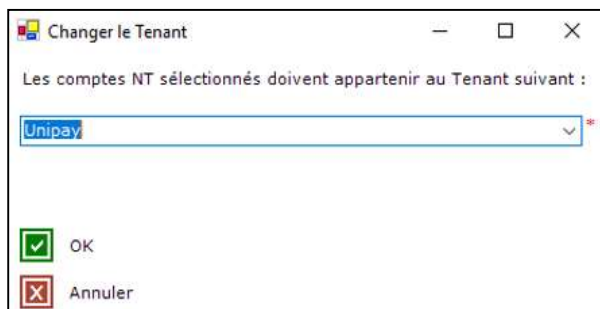 Changer le Tenant
Les comptes NT sélectionnés doivent appartenir au Tenant suivant :
Unipay *
OK
Annuler